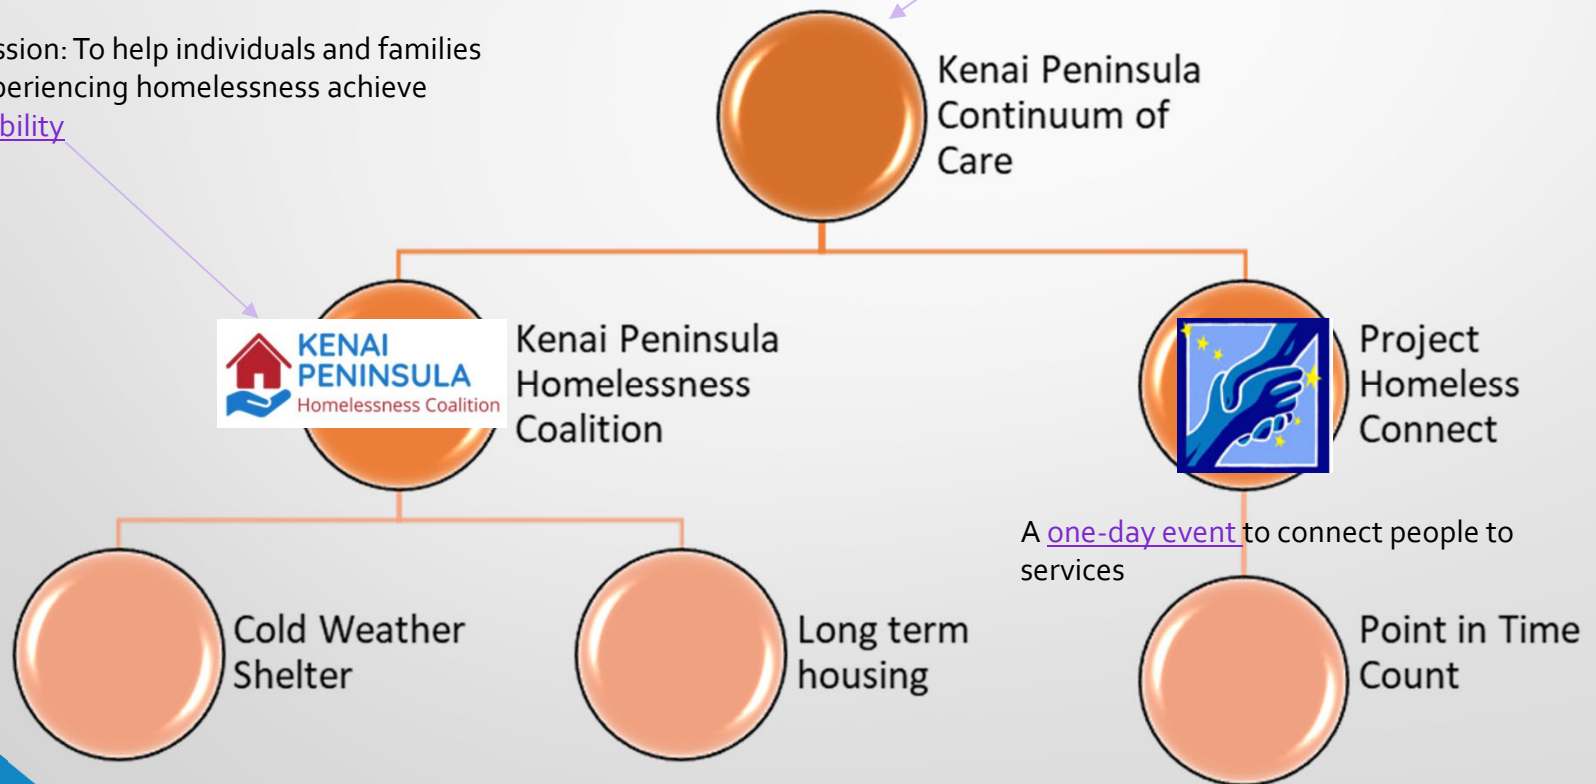 ssion: To help individuals and families
periencing homelessness achieve
bility
Kenai Peninsula
Continuum of
Care
KENAI
PENINSULA
Homelessness Coalition
Kenai Peninsula
Homelessness
Coalition
Project
Homeless
Connect
A one-day event to connect people to
services
Cold Weather
Shelter
Long term
housing
Point in Time
Count